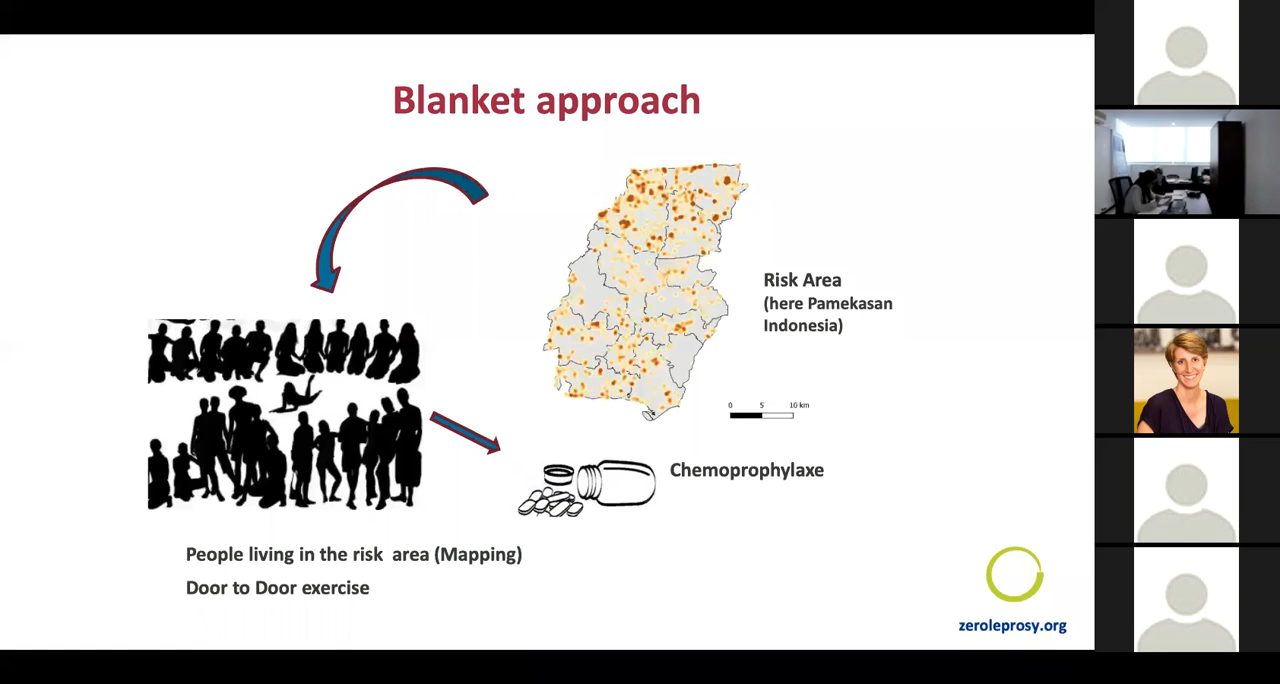 Blanket approach
Risk Area
(here Pamekasan
Indonesia)
0 5 10 km
Chemoprophylaxe
People living in the risk area (Mapping)
Door to Door exercise
zeroleprosy.org